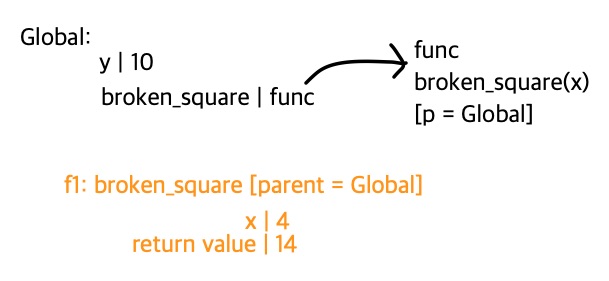 Global:
y | 10
broken_square | func
func
broken_square(x)
[p = Global]
f1: broken_square [parent = Global]
x | 4
return value | 14